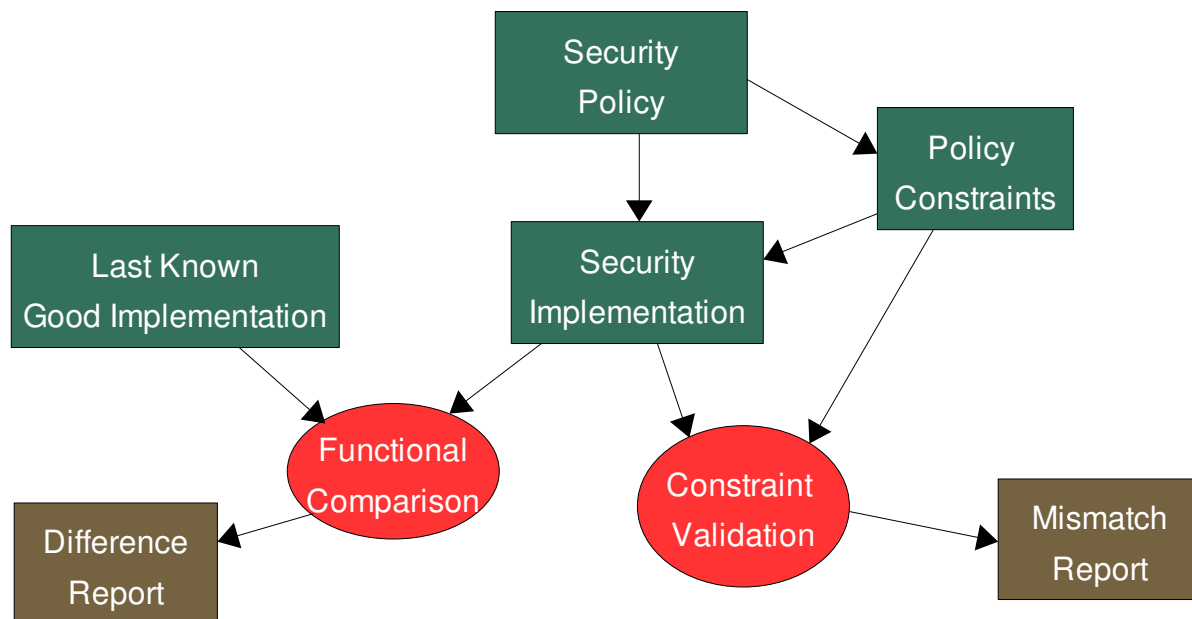 Security
Policy
Policy
Constraints
Last Known
Good Implementation
Security
Implementation
Functional
Comparison
Constraint
Validation
Difference
Report
Mismatch
Report